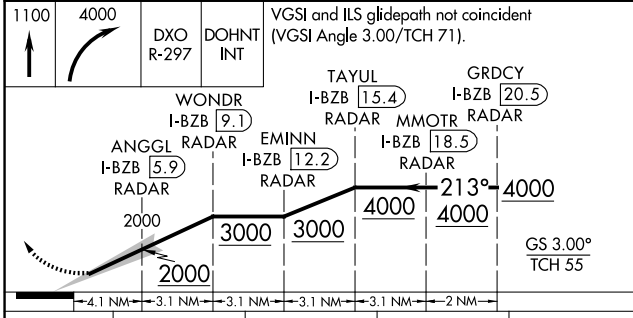 1100
4000
DXO
R-297
DOHNT
INT
VGSI and ILS glidepath not coincident
(VGSI Angle 3.00/TCH 71).
GRDCY
I-BZB 20.5
RADAR
TAYUL
I-BZB 15.4
RADAR
MMOTR
I-BZB 18.5
RADAR
WONDR
I-BZB 9.1
RADAR
EMINN
I-BZB 12.2
RADAR
ANGGL
I-BZB 5.9
RADAR
2000
2000
3000
3000
4000
213°
4000
4000
GS 3.00°
TCH 55
4.1 NM
3.1 NM
3.1 NM
3.1 NM
3.1 NM
2 NM